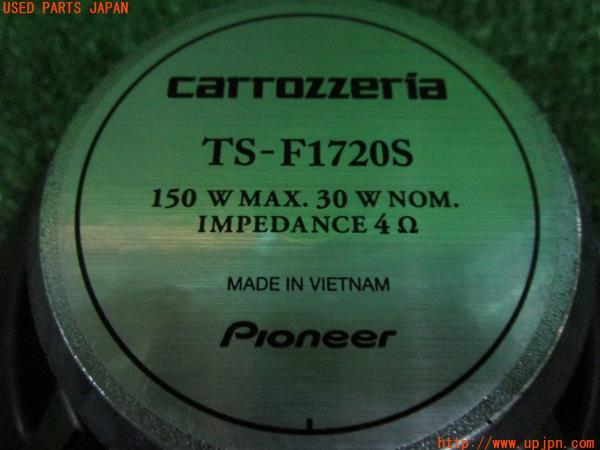 USED PARTS JAPAN
carrozzeria
TS-F1720S
150 W MAX. 30 W NOM.
IMPEDANCE 4 Ω
MADE IN VIETNAM
Pioneer
http://www.upjpn.com/